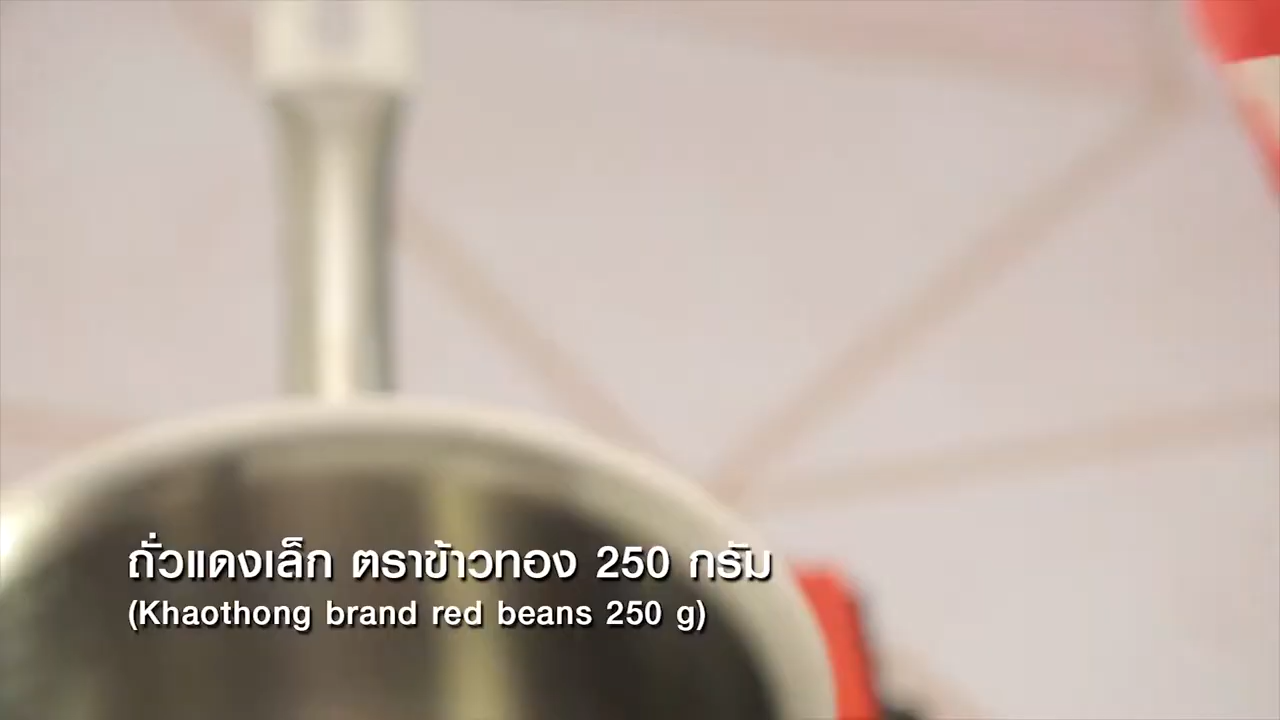 ถั่วแดงเล็ก ตราข้าวทอง 250 กรัม
(Khaothong brand red beans 250 g)